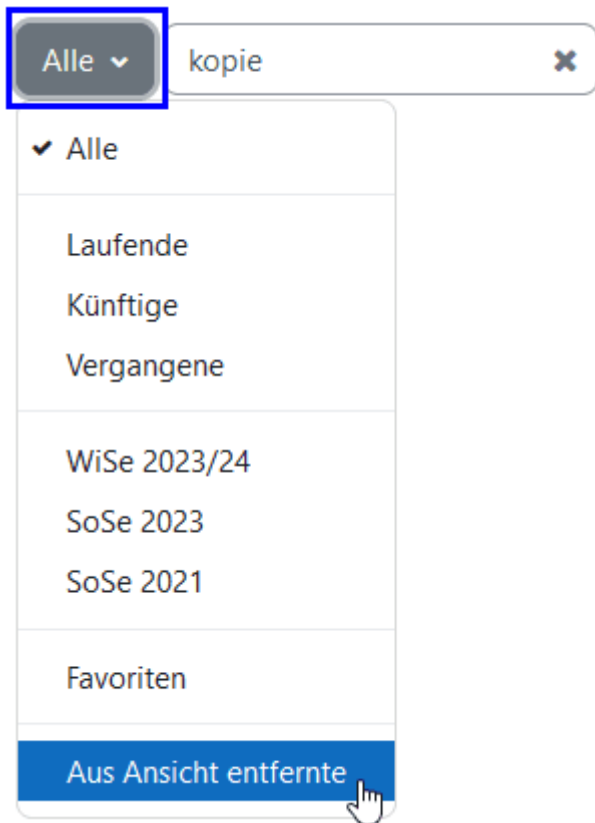 Alle kopie
Alle
Laufende
Künftige
Vergangene
WiSe 2023/24
SoSe 2023
SoSe 2021
Favoriten
Aus Ansicht entfernte